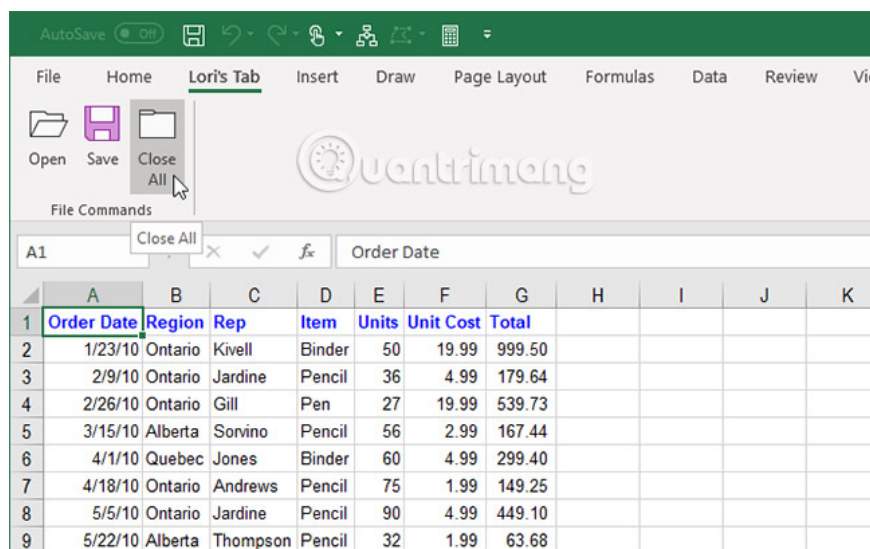 AutoSave Off
File Home Lori's Tab Insert Draw Page Layout Formulas Data Review Vi
Open Save Close All
Quantrimang
File Commands
Close All
A1 fx Order Date
A B C D E F G H I J K
1 Order Date Region Rep Item Units Unit Cost Total
2 1/23/10 Ontario Kivell Binder 50 19.99 999.50
3 2/9/10 Ontario Jardine Pencil 36 4.99 179.64
4 2/26/10 Ontario Gill Pen 27 19.99 539.73
5 3/15/10 Alberta Sorvino Pencil 56 2.99 167.44
6 4/1/10 Quebec Jones Binder 60 4.99 299.40
7 4/18/10 Ontario Andrews Pencil 75 1.99 149.25
8 5/5/10 Ontario Jardine Pencil 90 4.99 449.10
9 5/22/10 Alberta Thompson Pencil 32 1.99 63.68